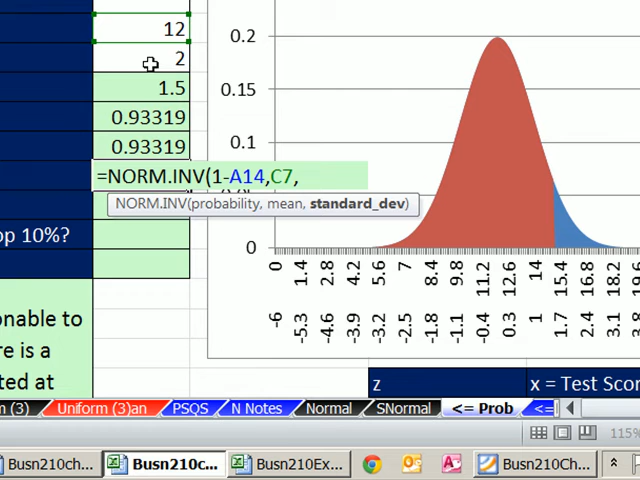 12
2
1.5
0.93319
0.93319
=NORM.INV(1-A14,C7,
NORM.INV(probability, mean, standard_dev)
op 10%?
onable to
re is a
ted at
0.2
0.15
0.1
0
0 1.4 2.8 4.2 5.6 7 8.4 9.8 11.2 12.6 14 15.4 16.8 18.2 19.6
-6 -5.3 -4.6 -3.9 -3.2 -2.5 -1.8 -1.1 -0.4 0.3 1 1.7 2.4 3.1 3.8
z x = Test Scor
m (3) Uniform (3)an PSQS N Notes Normal SNormal <= Prob <=
115%
Busn210ch... Busn210c... Busn210Ex... Busn210Ch...